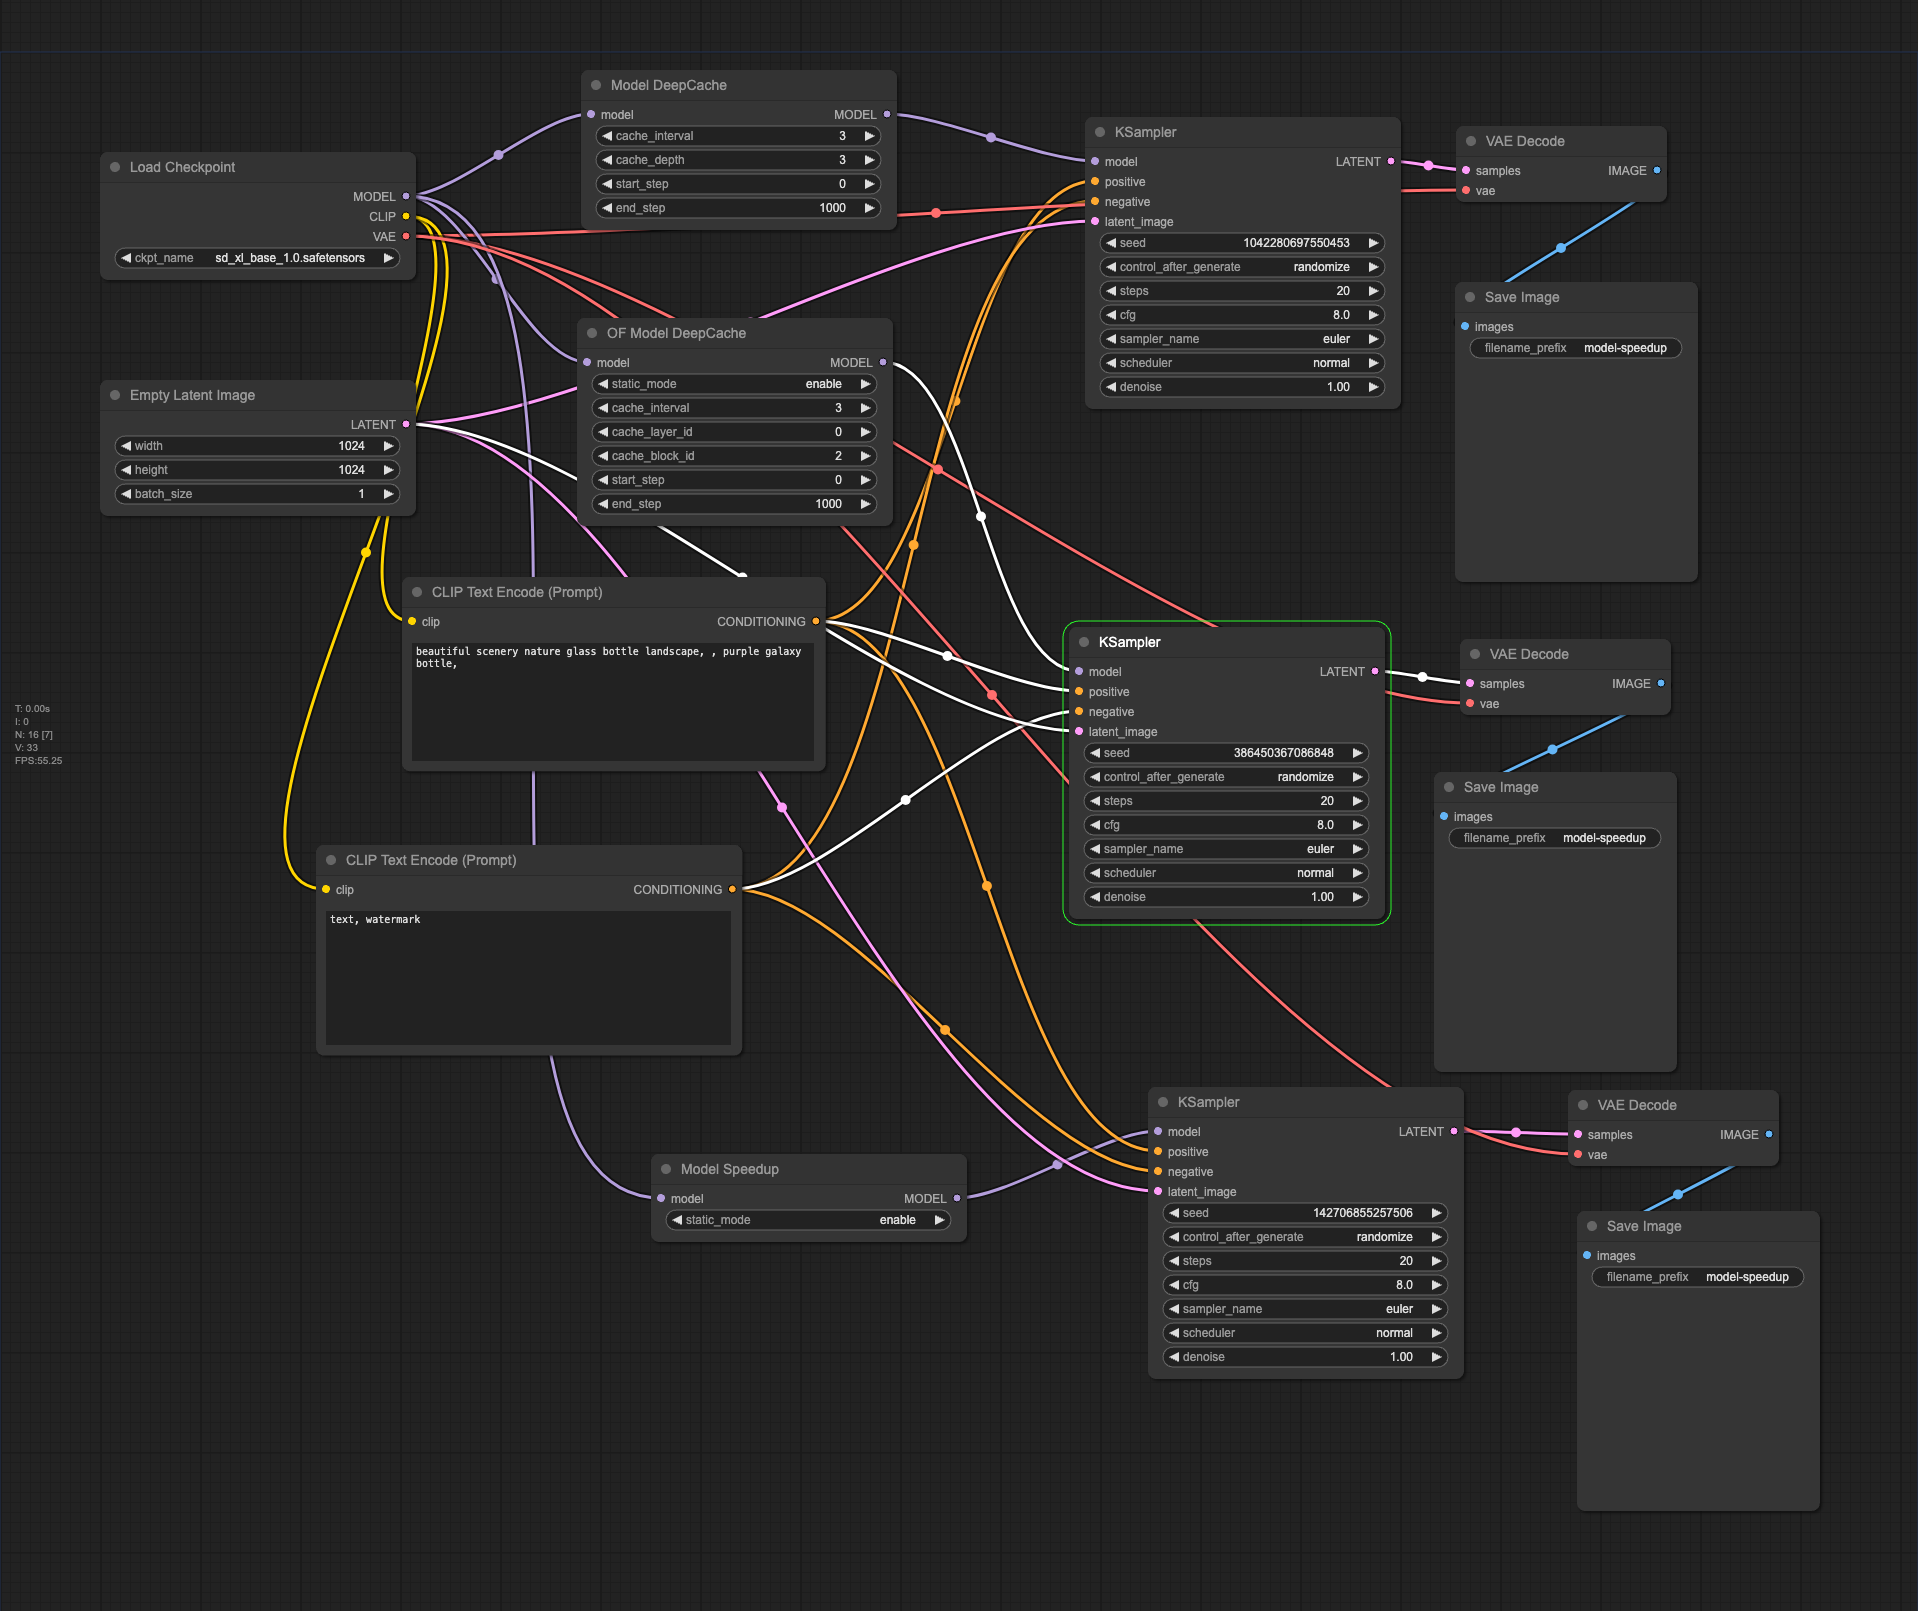 Model DeepCache
model MODEL
cache_interval 3
cache_depth 3
start_step 0
end_step 1000
Load Checkpoint
MODEL
CLIP
VAE
ckpt_name sd_xl_base_1.0.safetensors
KSampler
model LATENT
positive
negative
latent_image
seed 1042280697550453
control_after_generate randomize
steps 20
cfg 8.0
sampler_name euler
scheduler normal
denoise 1.00
VAE Decode
samples IMAGE
vae
Save Image
images
filename_prefix model-speedup
OF Model DeepCache
model MODEL
static_mode enable
cache_interval 3
cache_layer_id 0
cache_block_id 2
start_step 0
end_step 1000
Empty Latent Image
LATENT
width 1024
height 1024
batch_size 1
CLIP Text Encode (Prompt)
clip CONDITIONING
beautiful scenery nature glass bottle landscape, , purple galaxy
bottle,
T: 0.00s
I: 0
N: 16 [7]
V: 33
FPS:55.25
KSampler
model LATENT
positive
negative
latent_image
seed 386450367086848
control_after_generate randomize
steps 20
cfg 8.0
sampler_name euler
scheduler normal
denoise 1.00
VAE Decode
samples IMAGE
vae
Save Image
images
filename_prefix model-speedup
CLIP Text Encode (Prompt)
clip CONDITIONING
text, watermark
Model Speedup
model MODEL
static_mode enable
KSampler
model LATENT
positive
negative
latent_image
seed 142706855257506
control_after_generate randomize
steps 20
cfg 8.0
sampler_name euler
scheduler normal
denoise 1.00
VAE Decode
samples IMAGE
vae
Save Image
images
filename_prefix model-speedup